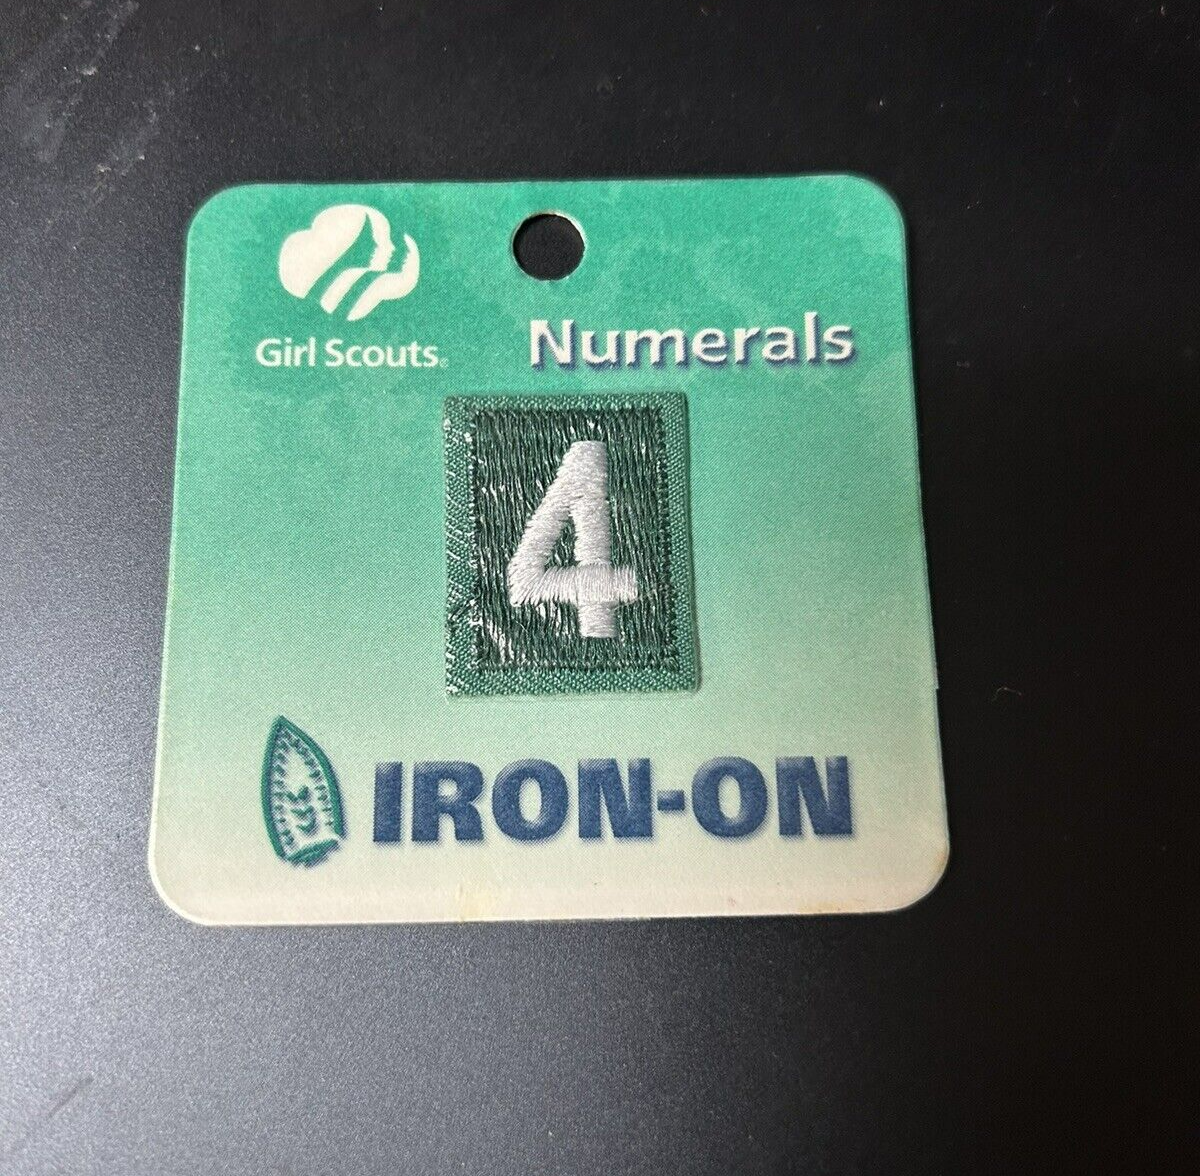 Girl Scouts®
Numerals
4
IRON-ON